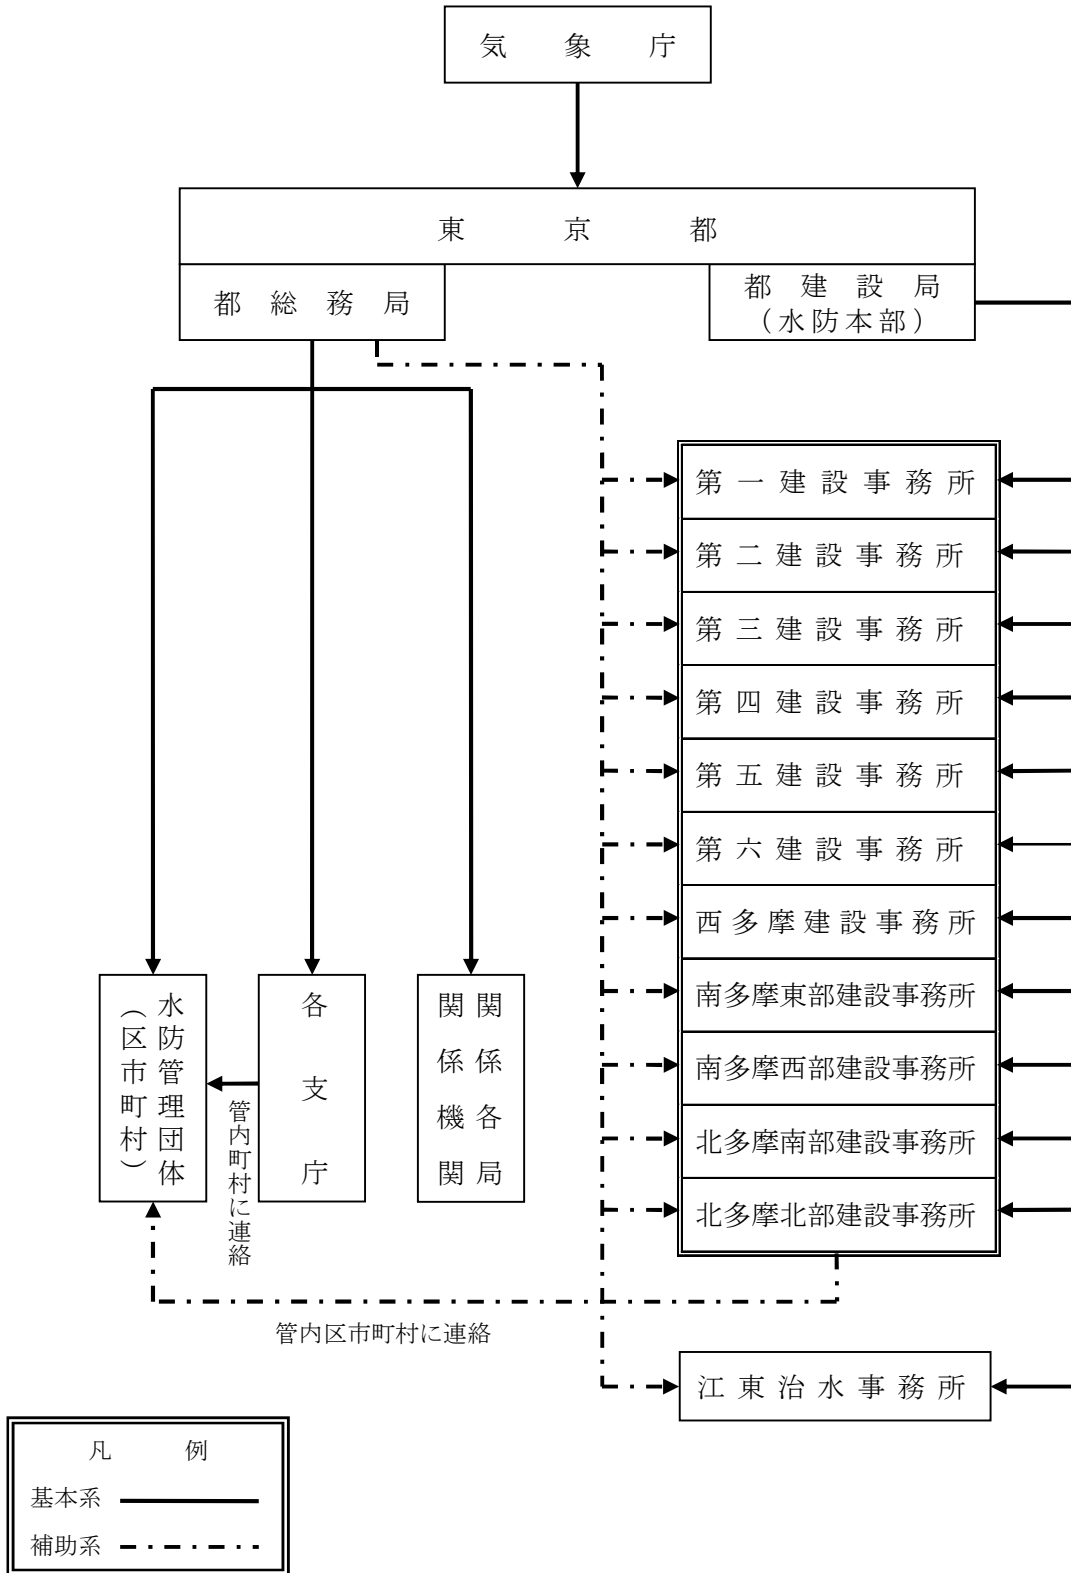 気象庁
東京都
都総務局
都建設局
（水防本部）
第一建設事務所
第二建設事務所
第三建設事務所
第四建設事務所
第五建設事務所
第六建設事務所
西多摩建設事務所
南多摩東部建設事務所
南多摩西部建設事務所
北多摩南部建設事務所
北多摩北部建設事務所
水防管理団体
（区市町村）
管内町村に連絡
各支庁
関係各局
関係機関
管内区市町村に連絡
江東治水事務所
凡例
基本系
補助系